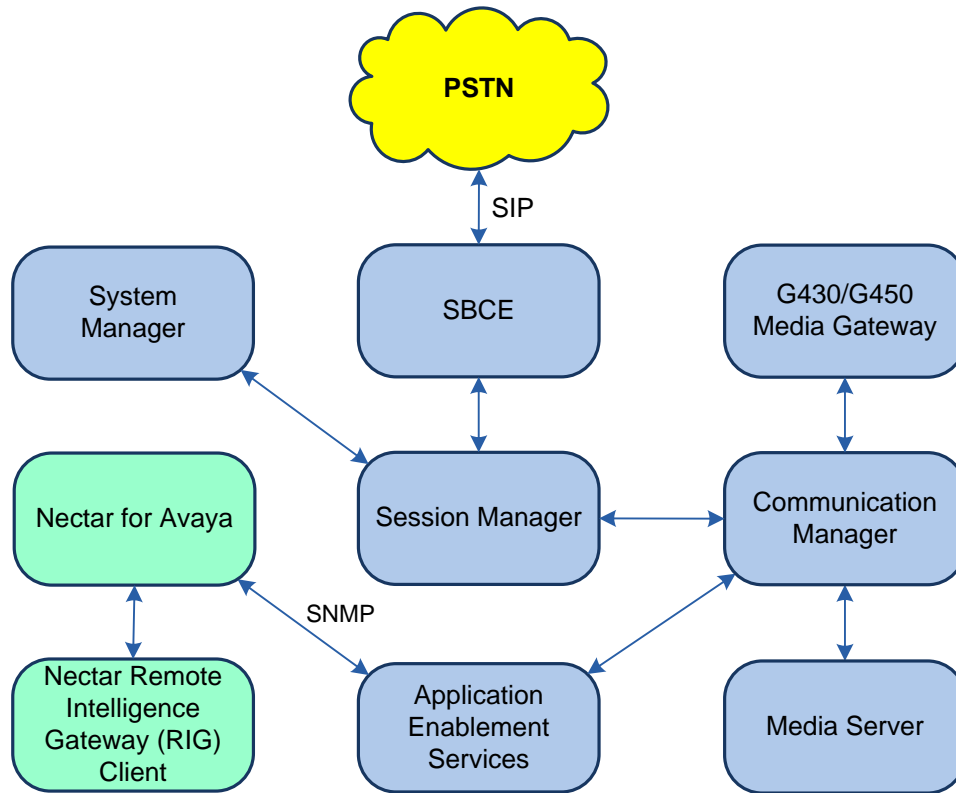 PSTN
SIP
System
Manager
SBCE
G430/G450
Media Gateway
Nectar for Avaya
Session Manager
Communication
Manager
SNMP
Nectar Remote
Intelligence
Gateway (RIG)
Client
Application
Enablement
Services
Media Server